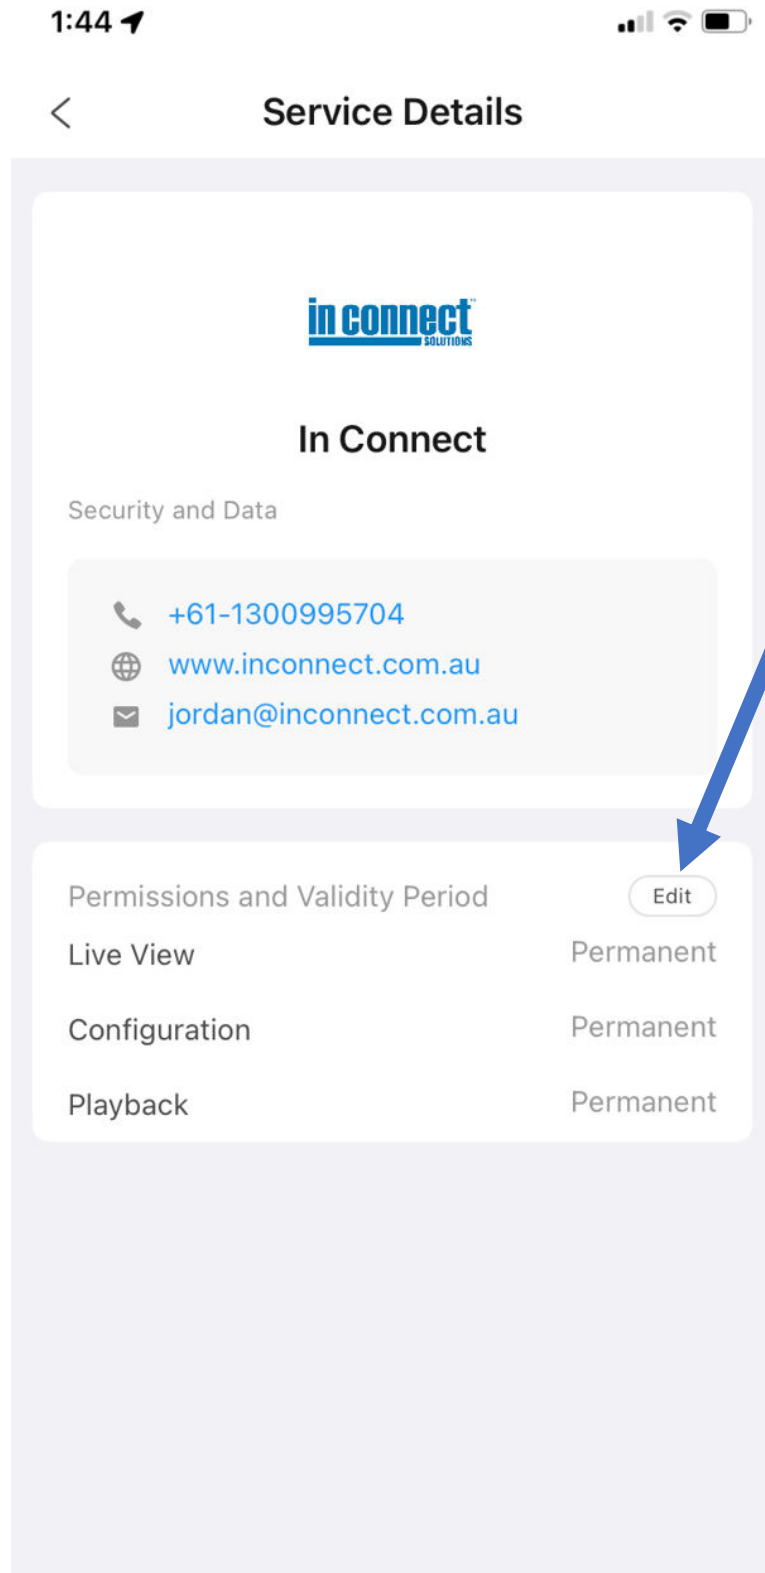 1:44
Service Details
in connect
SOLUTIONS
In Connect
Security and Data
+61-1300995704
www.inconnect.com.au
jordan@inconnect.com.au
Permissions and Validity Period
Edit
Live View
Permanent
Configuration
Permanent
Playback
Permanent